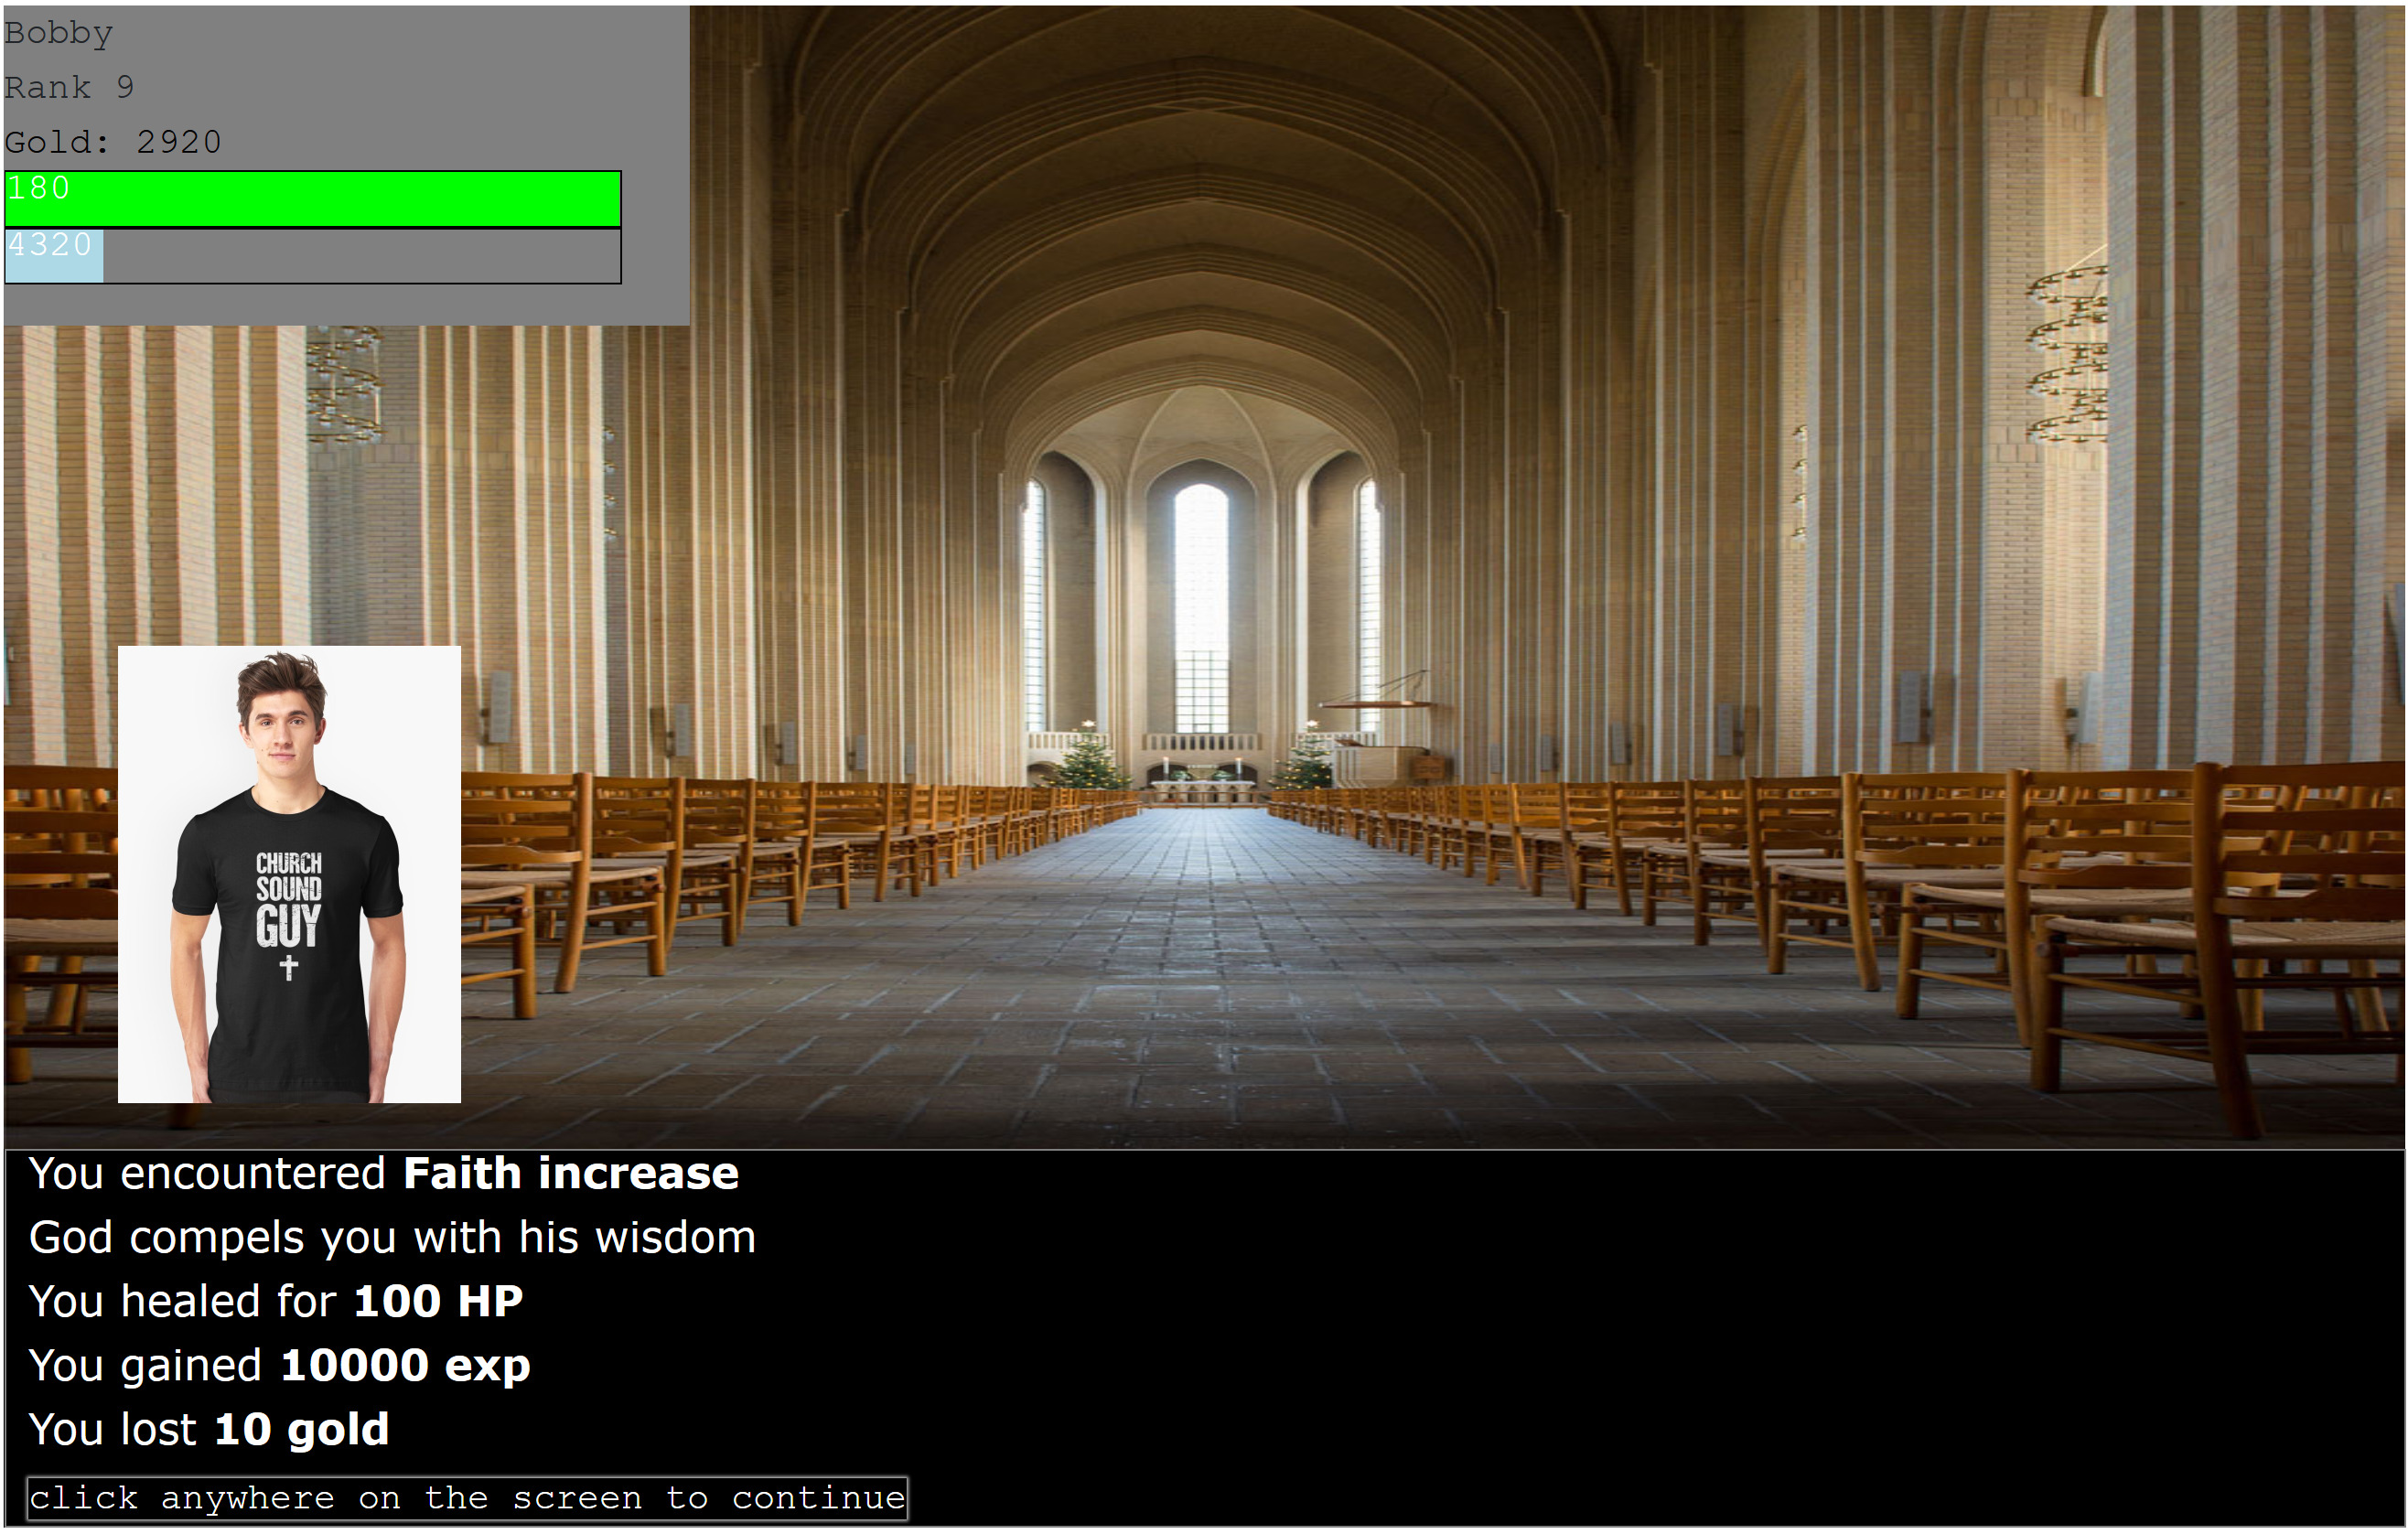 Bobby
Rank 9
Gold: 2920
180
4320
CHURCH
SOUND
GUY
You encountered Faith increase
God compels you with his wisdom
You healed for 100 HP
You gained 10000 exp
You lost 10 gold
click anywhere on the screen to continue